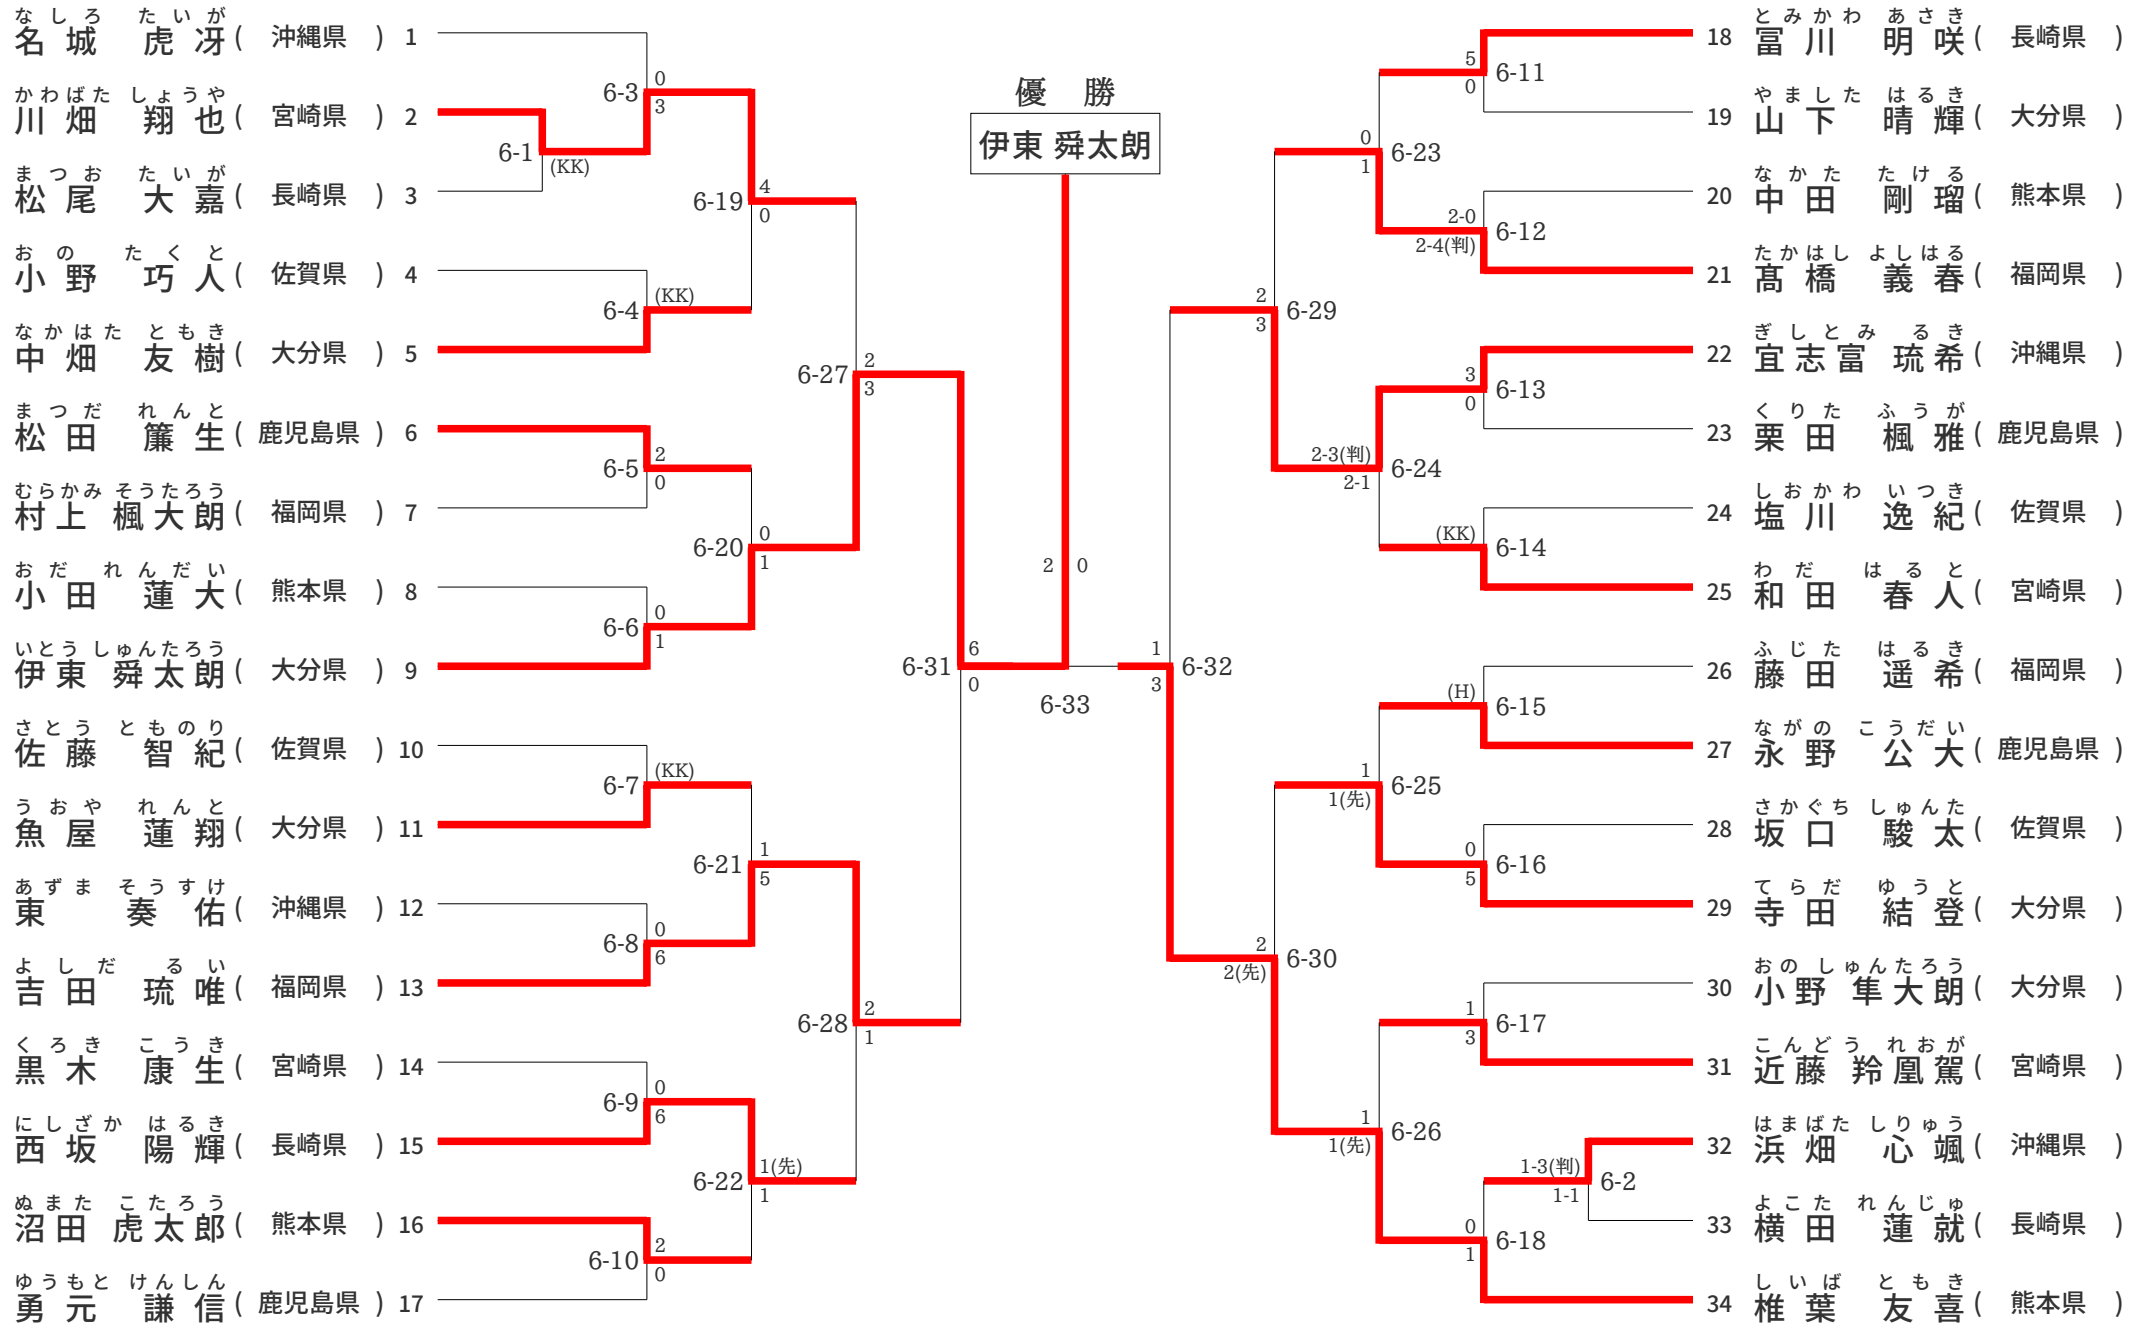 優 勝
伊東 舜太朗
なしろ たいが
名城 虎冴 ( 沖縄県 ) 1
かわばた しょうや
川畑 翔也 ( 宮崎県 ) 2
まつお たいが
松尾 大嘉 ( 長崎県 ) 3
おの たくと
小野 巧人 ( 佐賀県 ) 4
なかはた ともき
中畑 友樹 ( 大分県 ) 5
まつだ れんと
松田 簾生 ( 鹿児島県 ) 6
むらかみ そうたろう
村上 楓大朗 ( 福岡県 ) 7
おだ れんだい
小田 蓮大 ( 熊本県 ) 8
いとう しゅんたろう
伊東 舜太朗 ( 大分県 ) 9
さとう とものり
佐藤 智紀 ( 佐賀県 ) 10
うおや れんと
魚屋 蓮翔 ( 大分県 ) 11
あずま そうすけ
東 奏佑 ( 沖縄県 ) 12
よしだ るい
吉田 琉唯 ( 福岡県 ) 13
くろき こうき
黒木 康生 ( 宮崎県 ) 14
にしざか はるき
西坂 陽輝 ( 長崎県 ) 15
ぬまた こたろう
沼田 虎太郎 ( 熊本県 ) 16
ゆうもと けんしん
勇元 謙信 ( 鹿児島県 ) 17
6-1 (KK)
6-3 0 3
6-4 (KK)
6-5 2 0
6-6 0 1
6-7 (KK)
6-8 0 6
6-9 0 6
6-10 2 0
6-19 4 0
6-20 0 1
6-21 1 5
6-22 1(先) 1
6-27 2 3
6-28 2 1
6-31 6 0
2 0
6-33
6-32 1 3
6-29 2 3
6-30 2 2(先)
6-23 0 1
6-24 2-3(判) 2-1
6-25 1 1(先)
6-26 1 1(先)
6-11 5 0
6-12 2-0 2-4(判)
6-13 3 0
6-14 (KK)
6-15 (H)
6-16 0 5
6-17 1 3
6-18 0 1
6-2 1-3(判) 1-1
とみかわ あさき
18 冨川 明咲 ( 長崎県 )
やました はるき
19 山下 晴輝 ( 大分県 )
なかた たける
20 中田 剛瑠 ( 熊本県 )
たかはし よしはる
21 髙橋 義春 ( 福岡県 )
ぎしとみ るき
22 宜志富 琉希 ( 沖縄県 )
くりた ふうが
23 栗田 楓雅 ( 鹿児島県 )
しおかわ いつき
24 塩川 逸紀 ( 佐賀県 )
わだ はると
25 和田 春人 ( 宮崎県 )
ふじた はるき
26 藤田 遥希 ( 福岡県 )
ながの こうだい
27 永野 公大 ( 鹿児島県 )
さかぐち しゅんた
28 坂口 駿太 ( 佐賀県 )
てらだ ゆうと
29 寺田 結登 ( 大分県 )
おの しゅんたろう
30 小野 隼大朗 ( 大分県 )
こんどう れおが
31 近藤 羚凰駕 ( 宮崎県 )
はまばた しりゅう
32 浜畑 心颯 ( 沖縄県 )
よこた れんじゅ
33 横田 蓮就 ( 長崎県 )
しいば ともき
34 椎葉 友喜 ( 熊本県 )